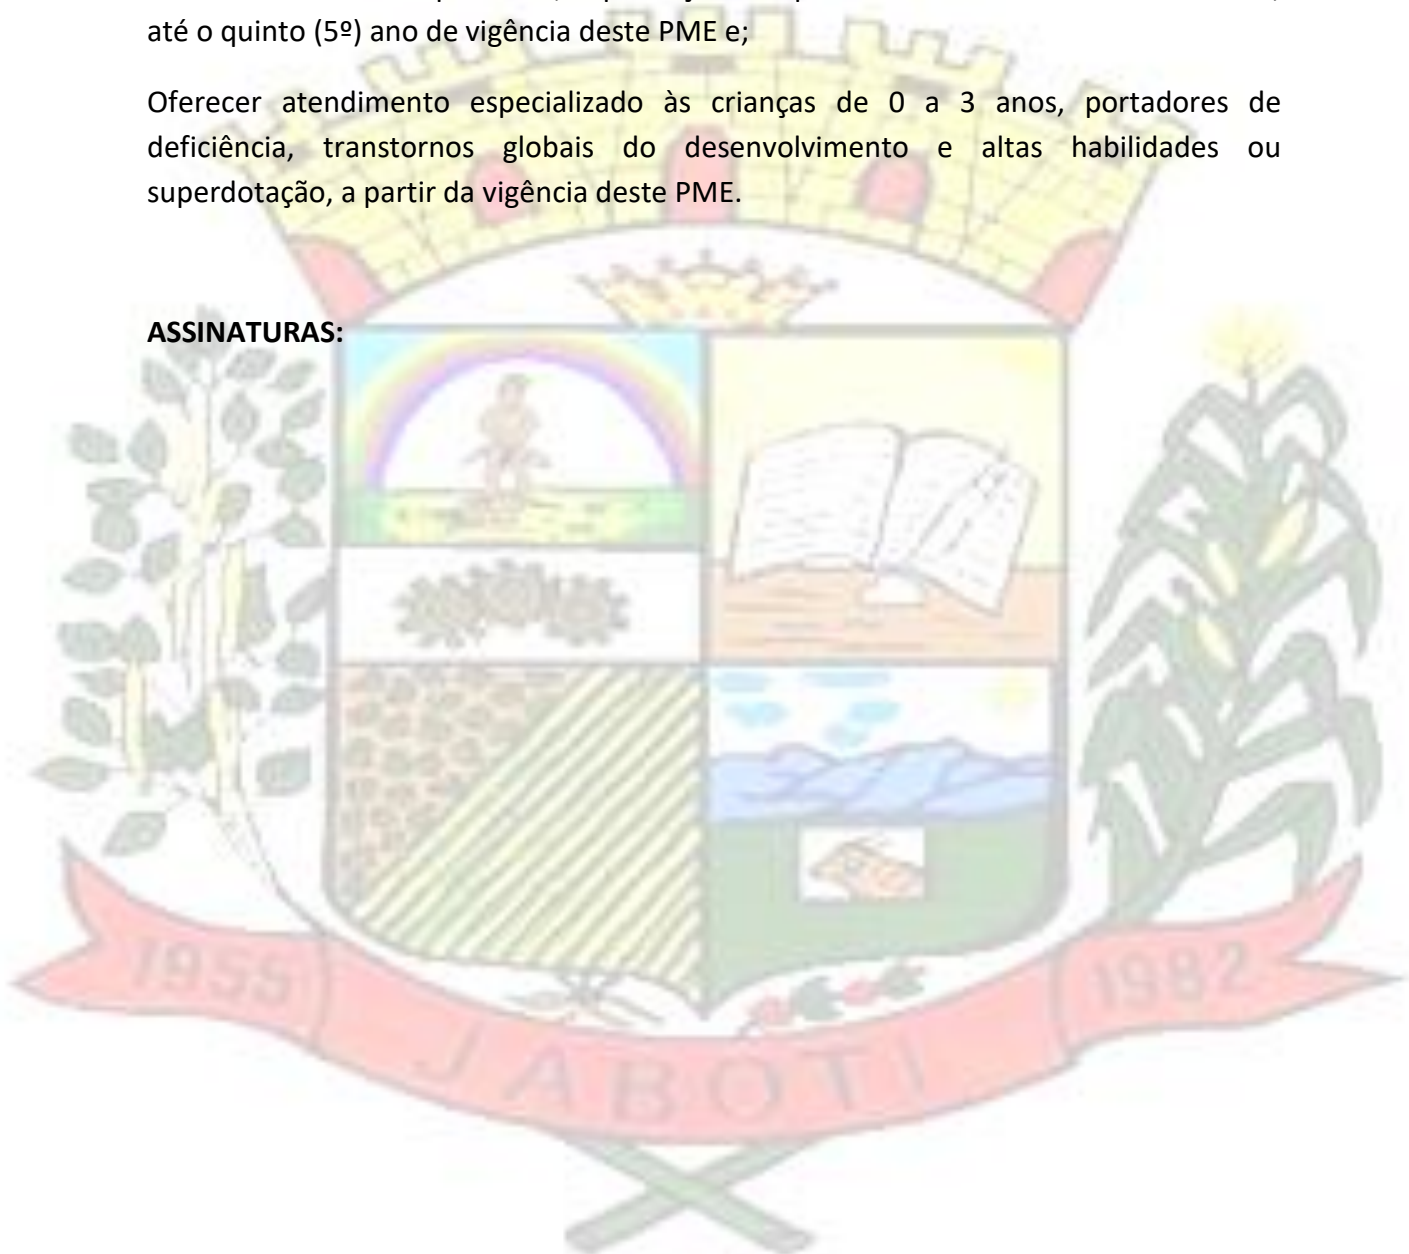 até o quinto (5º) ano de vigência deste PME e;
Oferecer atendimento especializado às crianças de 0 a 3 anos, portadores de
deficiência, transtornos globais do desenvolvimento e altas habilidades ou
superdotação, a partir da vigência deste PME.
ASSINATURAS:
1955
1982
JABOTI